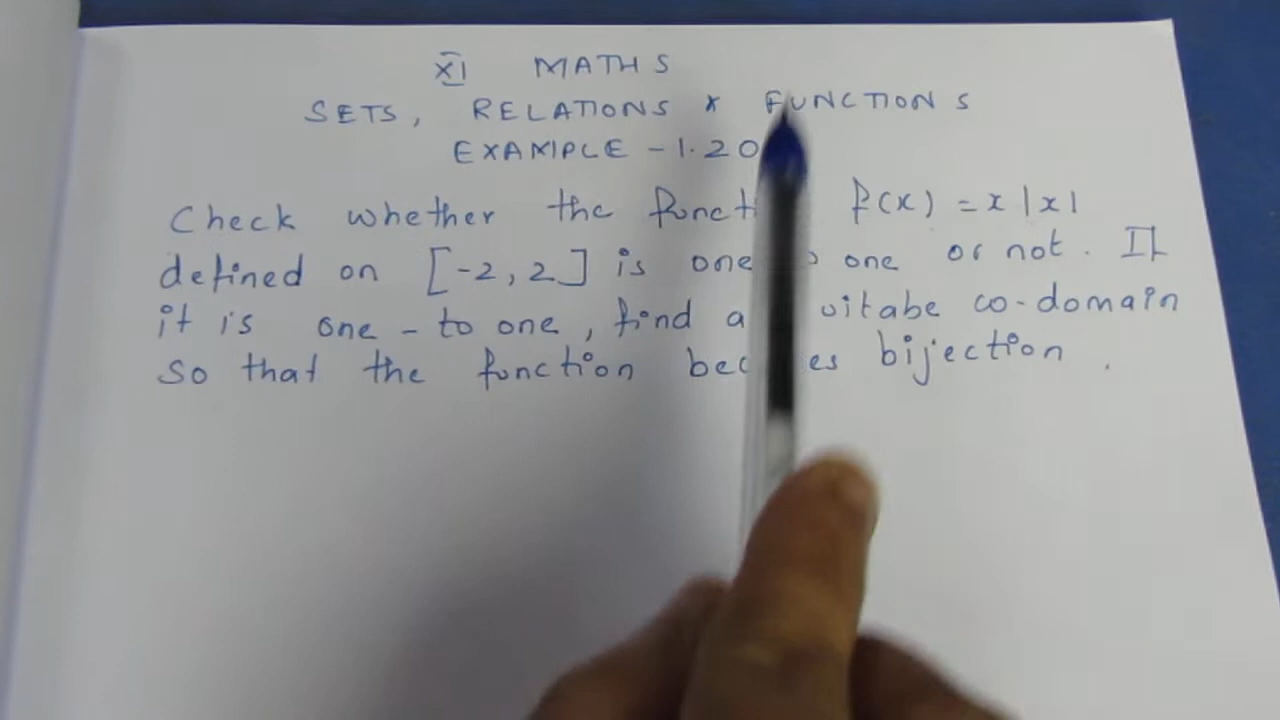 XI MATHS
SETS, RELATIONS & FUNCTIONS
EXAMPLE - 1.20
Check whether the f(x) = x|x|
defined on [-2, 2] is one one or not. If
it is one - to one, find a co-domain
so that the function bijection.